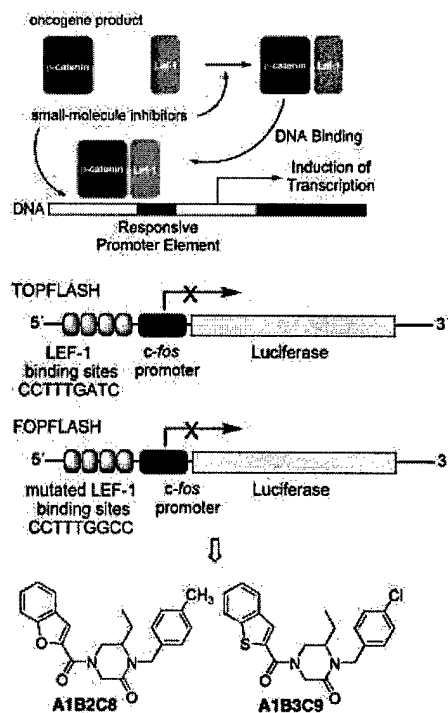 oncogene product
β-catenin Lef-1 β-catenin Lef-1
small-molecule inhibitors
DNA Binding
β-catenin Lef-1
Induction of
Transcription
DNA
Responsive
Promoter Element
TOPFLASH
5' 3'
LEF-1
binding sites
CCTTTGATC
c-fos
promoter
Luciferase
FOPFLASH
5' 3'
mutated LEF-1
binding sites
CCTTTGGCC
c-fos
promoter
Luciferase
CH3
O
N
N
O
O
A1B2C8
Cl
S
N
N
O
O
A1B3C9